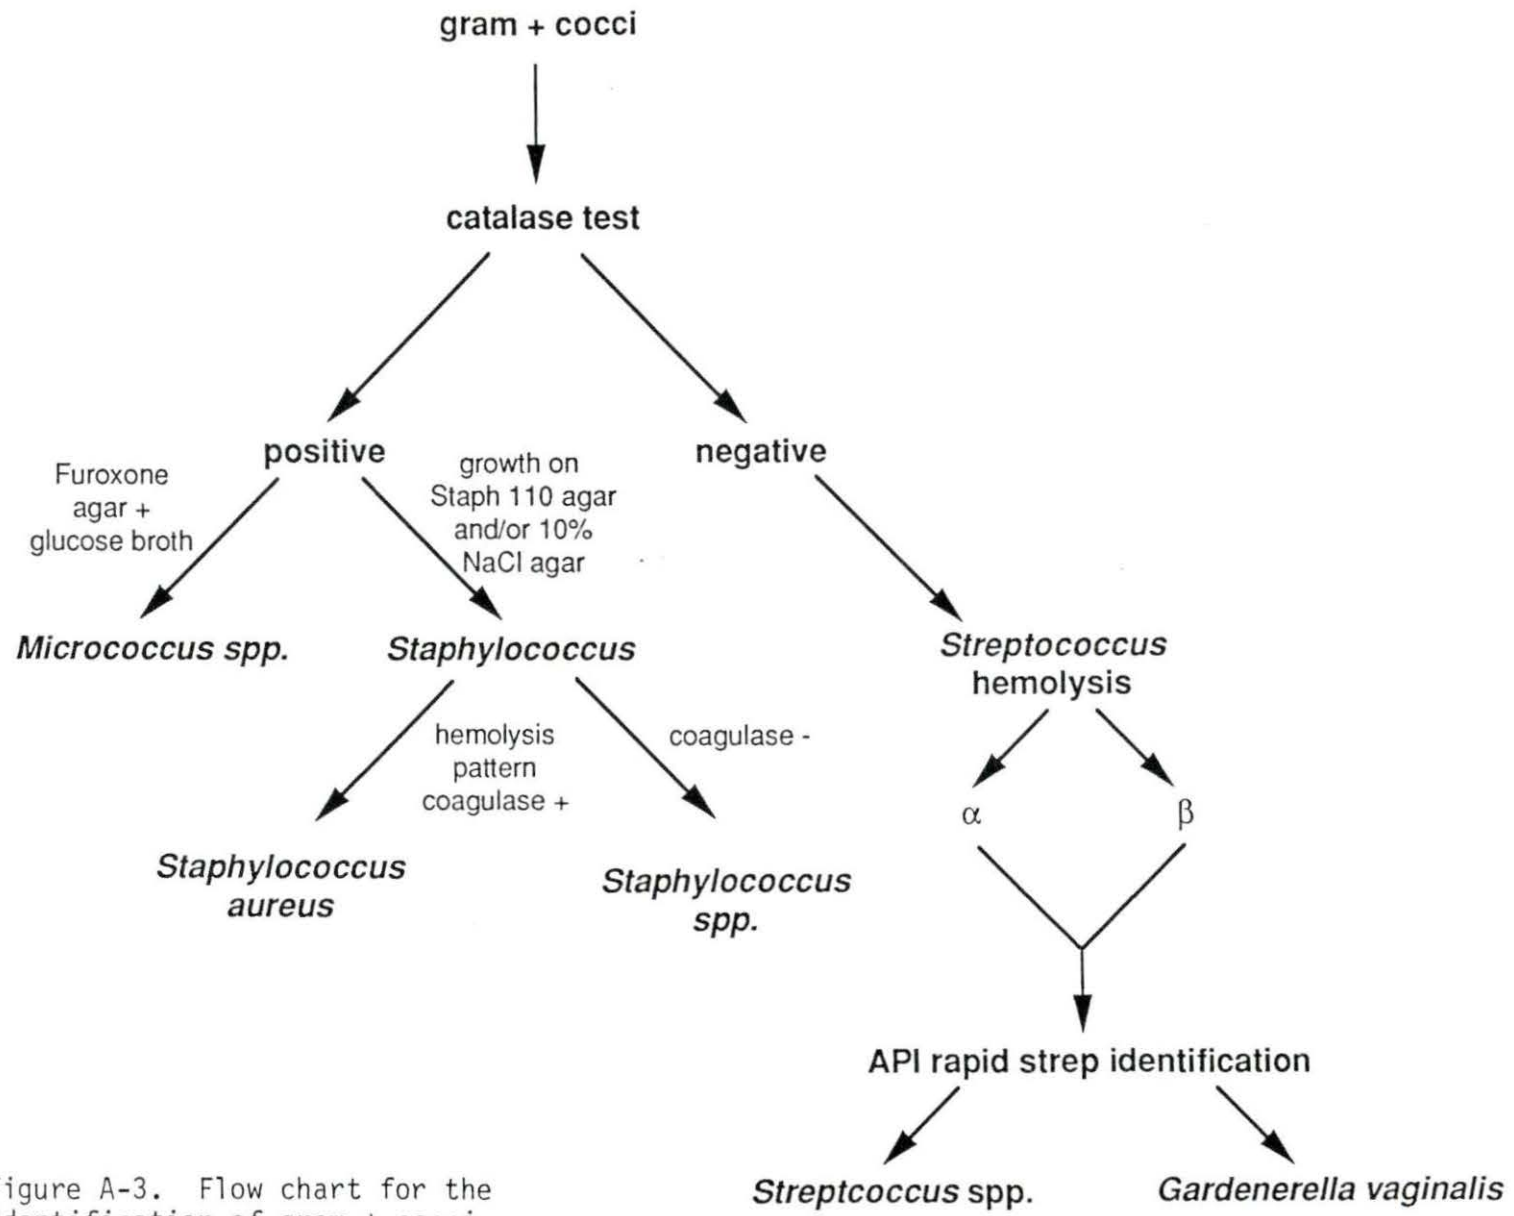 gram + cocci
catalase test
positive
negative
Furoxone
agar +
glucose broth
growth on
Staph 110 agar
and/or 10%
NaCl agar
Micrococcus spp.
Staphylococcus
Streptococcus
hemolysis
hemolysis
pattern
coagulase +
coagulase -
α
β
Staphylococcus
aureus
Staphylococcus
spp.
API rapid strep identification
Streptcoccus spp.
Gardenerella vaginalis
igure A-3. Flow chart for the